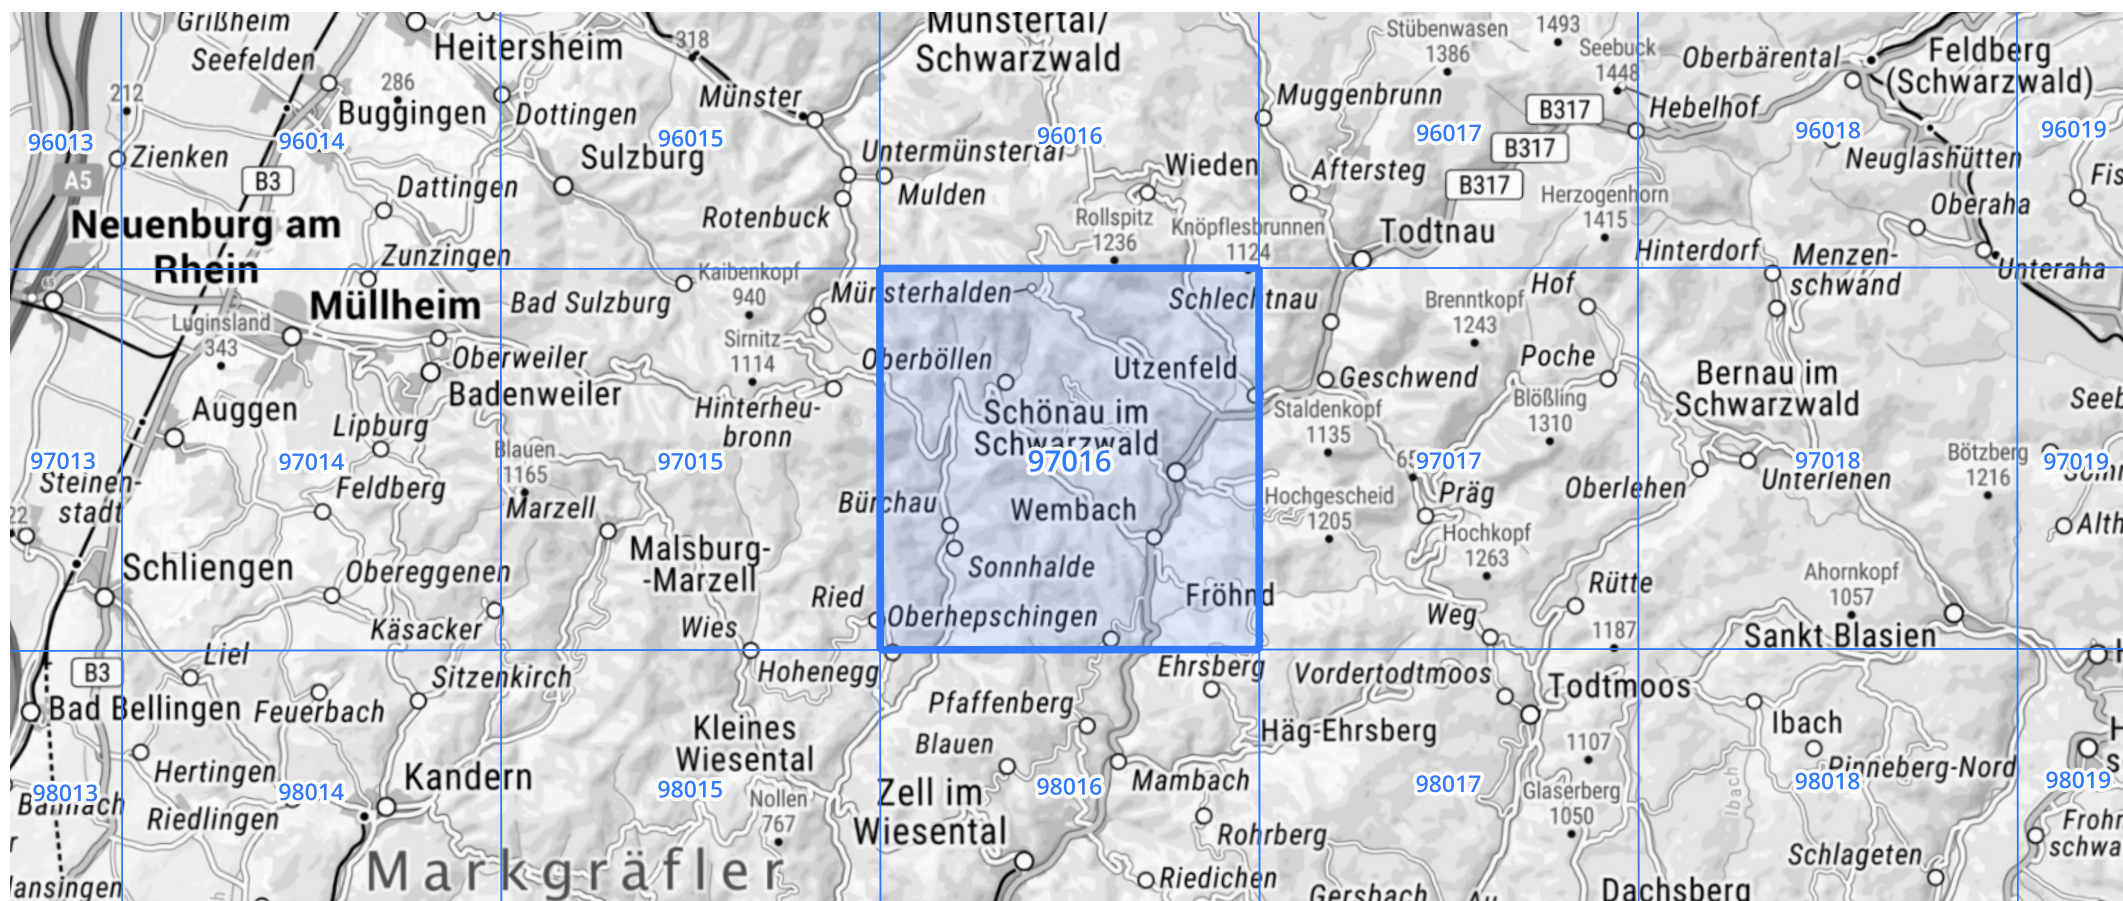 Grißheim
Heitersheim
318
Münstertal/
Schwarzwald
Stübenwasen
1386
1493
Seebuck
1448
Oberbärental
Feldberg
(Schwarzwald)
Seefelden
212
286
Buggingen
Dottingen
Münster
Muggenbrunn
B317
Hebelhof
96013
96014
96015
96016
96017
96018
96019
Zienken
Sulzburg
Untermünstertal
Wieden
B317
Neuglashütten
A5
B3
Dattingen
Mulden
Aftersteg
B317
Herzogenhorn
1415
Fis
Neuenburg am
Rhein
Rotenbuck
Rollspitz
1236
Knöpflesbrunnen
1124
Todtnau
Oberaha
Zunzingen
Hinterdorf
Menzen-
schwand
Unteraha
65
Müllheim
Bad Sulzburg
Kaibenkopf
940
Münsterhalden
Schlechtnau
Brenntkopf
1243
Hof
Luginsland
343
Oberweiler
Sirnitz
1114
Oberböllen
Utzenfeld
Geschwend
Poche
Bernau im
Schwarzwald
Badenweiler
Auggen
Lipburg
Hinterheu-
bronn
Schönau im
Schwarzwald
Staldenkopf
1135
Blößling
1310
Seeb
97013
97014
97015
97016
97017
97018
97019
Blauen
1165
Bötzberg
1216
Steinen-
stadt
22
Feldberg
Marzell
Bürchau
Wembach
Hochgescheid
1205
Präg
Oberlehen
Unterlehen
Alth
Hochkopf
1263
Schliengen
Obereggenen
Malsburg-
-Marzell
Sonnhalde
Fröhnd
Rütte
Ahornkopf
1057
Käsacker
Wies
Ried
Oberhepschingen
Weg
1187
Sankt Blasien
B3
Liel
Sitzenkirch
Hohenegg
Ehrsberg
Vordertodtmoos
Todtmoos
Bad Bellingen
Feuerbach
Kleines
Wiesental
Pfaffenberg
Häg-Ehrsberg
Ibach
Blauen
1107
Pinneberg-Nord
Hertingen
Kandern
Mambach
98013
98014
98015
98016
98017
98018
98019
Riedlingen
Nollen
767
Zell im
Wiesental
Glaserberg
1050
Ibach
Rohrberg
Frohn
schwa
Markgräfler
Riedichen
Gersbach
Au
Schlageten
Dachsberg